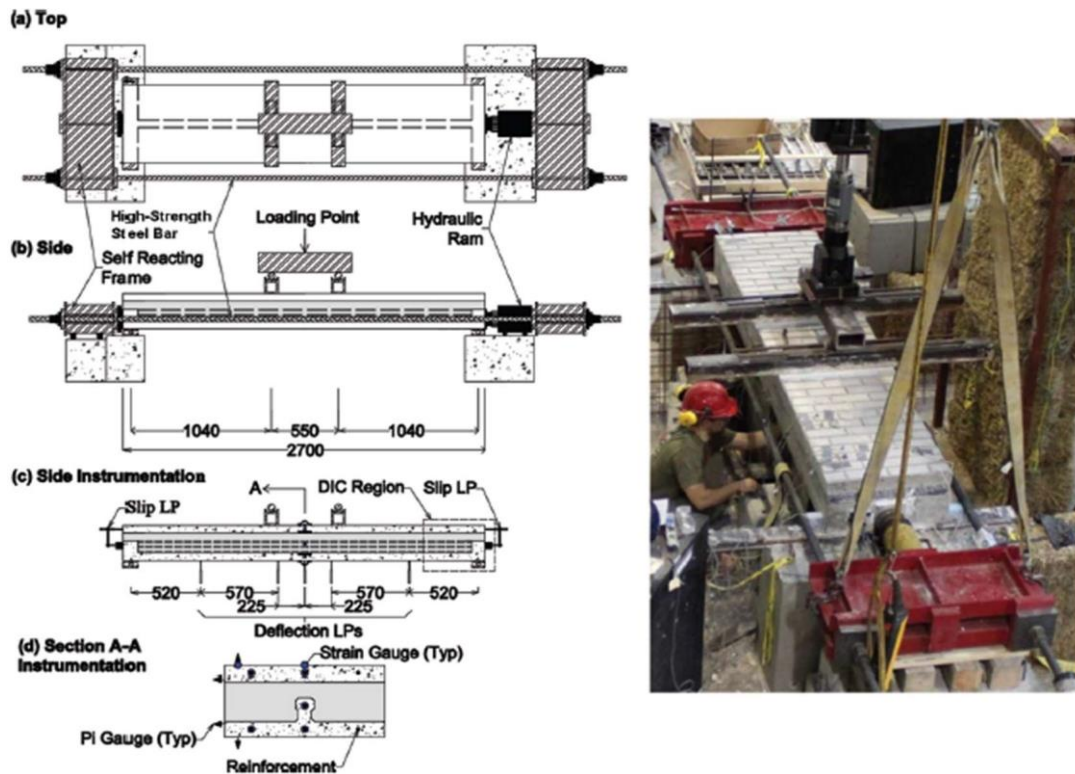 (a) Top
High-Strength
Steel Bar
Loading Point
Hydraulic
Ram
(b) Side
Self Reacting
Frame
1040
550
1040
2700
(c) Side Instrumentation
A
DIC Region
Slip LP
Slip LP
520
570
570
520
225
225
Deflection LPs
(d) Section A-A
Instrumentation
Strain Gauge (Typ)
Pi Gauge (Typ)
Reinforcement